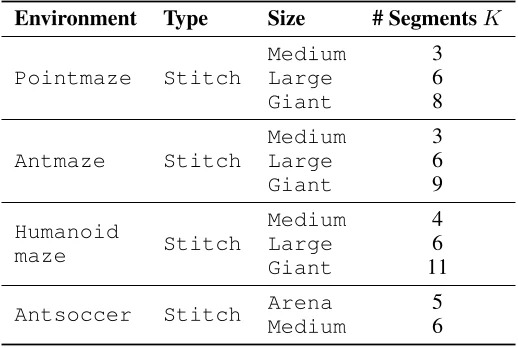 Environment Type Size # Segments K
Pointmaze Stitch Medium 3
Large 6
Giant 8
Antmaze Stitch Medium 3
Large 6
Giant 9
Humanoid maze Stitch Medium 4
Large 6
Giant 11
Antsoccer Stitch Arena 5
Medium 6